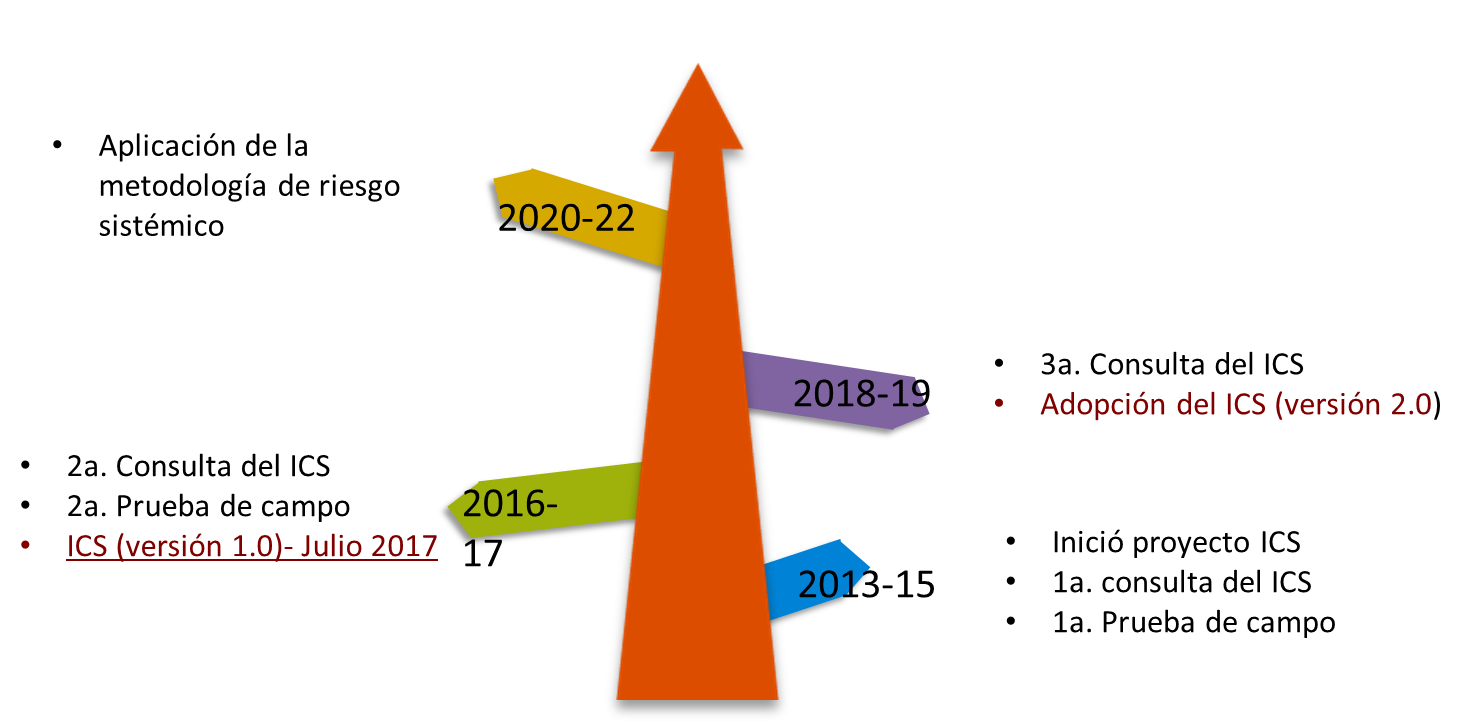 • Aplicación de la
metodología de riesgo
sistémico
2020-22
2018-19
• 3a. Consulta del ICS
• Adopción del ICS (versión 2.0)
• 2a. Consulta del ICS
• 2a. Prueba de campo
• ICS (versión 1.0)- Julio 2017
2016-
17
2013-15
• Inició proyecto ICS
• 1a. consulta del ICS
• 1a. Prueba de campo